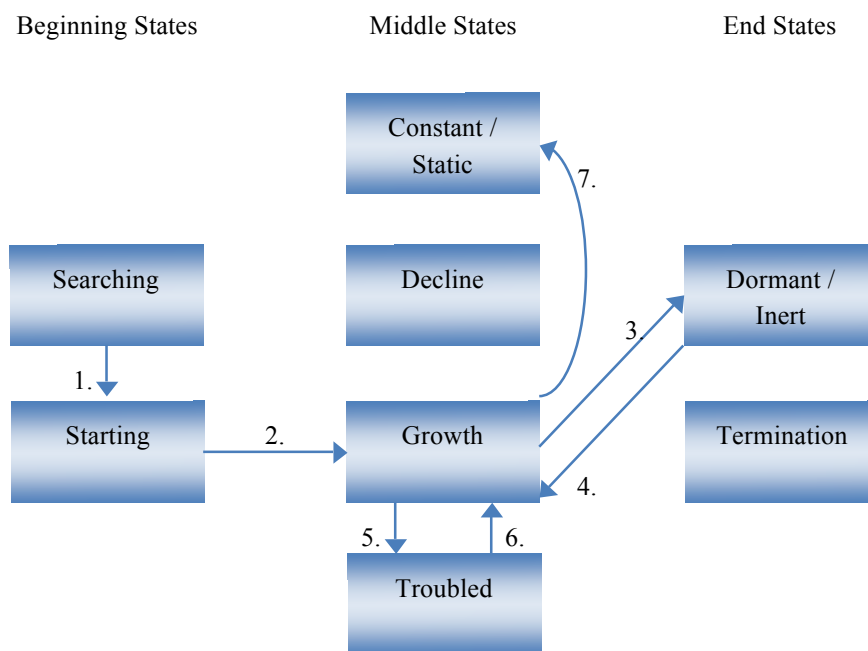 Beginning States
Middle States
End States
Constant /
Static
7.
Searching
Decline
Dormant /
Inert
3.
1.
Starting
2.
Growth
Termination
4.
5.
6.
Troubled